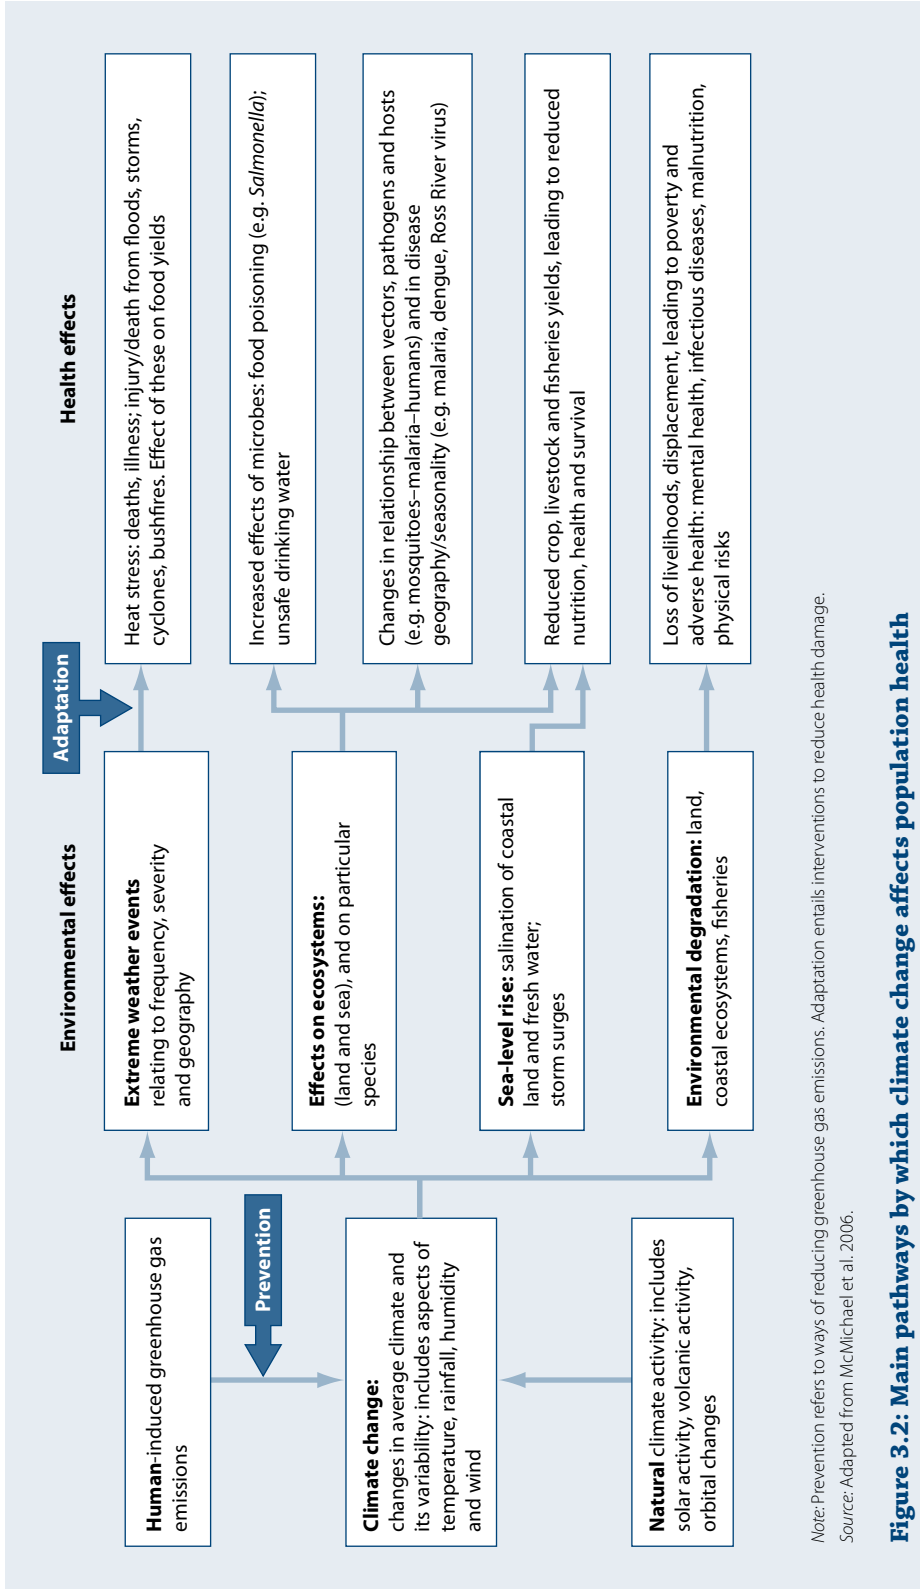 Environmental effects
Health effects
Adaptation
Human-induced greenhouse gas
emissions
Prevention
Climate change:
changes in average climate and
its variability: includes aspects of
temperature, rainfall, humidity
and wind
Natural climate activity: includes
solar activity, volcanic activity,
orbital changes
Extreme weather events
relating to frequency, severity
and geography
Effects on ecosystems:
(land and sea), and on particular
species
Sea-level rise: salination of coastal
land and fresh water;
storm surges
Environmental degradation: land,
coastal ecosystems, fisheries
Heat stress: deaths, illness; injury/death from floods, storms,
cyclones, bushfires. Effect of these on food yields
Increased effects of microbes: food poisoning (e.g. Salmonella);
unsafe drinking water
Changes in relationship between vectors, pathogens and hosts
(e.g. mosquitoes–malaria–humans) and in disease
geography/seasonality (e.g. malaria, dengue, Ross River virus)
Reduced crop, livestock and fisheries yields, leading to reduced
nutrition, health and survival
Loss of livelihoods, displacement, leading to poverty and
adverse health: mental health, infectious diseases, malnutrition,
physical risks
Note: Prevention refers to ways of reducing greenhouse gas emissions. Adaptation entails interventions to reduce health damage.
Source: Adapted from McMichael et al. 2006.
Figure 3.2: Main pathways by which climate change affects population health